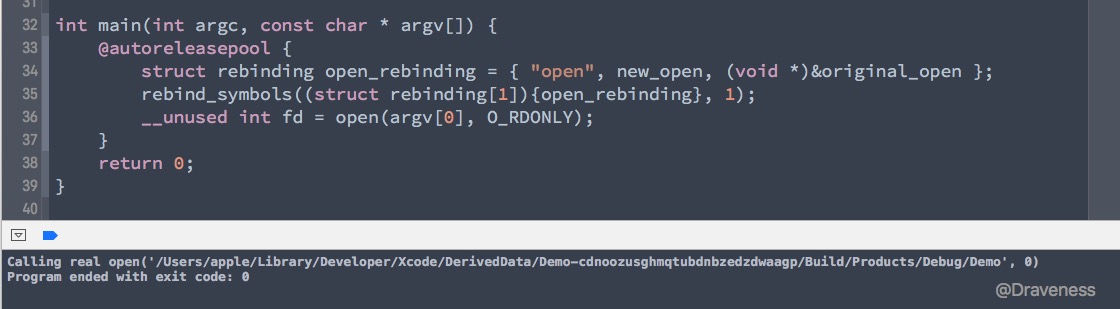 31
32 int main(int argc, const char * argv[]) {
33     @autoreleasepool {
34         struct rebinding open_rebinding = { "open", new_open, (void *)&original_open };
35         rebind_symbols((struct rebinding[1]){open_rebinding}, 1);
36         __unused int fd = open(argv[0], O_RDONLY);
37     }
38     return 0;
39 }
40
Calling real open('/Users/apple/Library/Developer/Xcode/DerivedData/Demo-cdnoozusghmqtubdnbzedzdwaagp/Build/Products/Debug/Demo', 0)
Program ended with exit code: 0
@Draveness